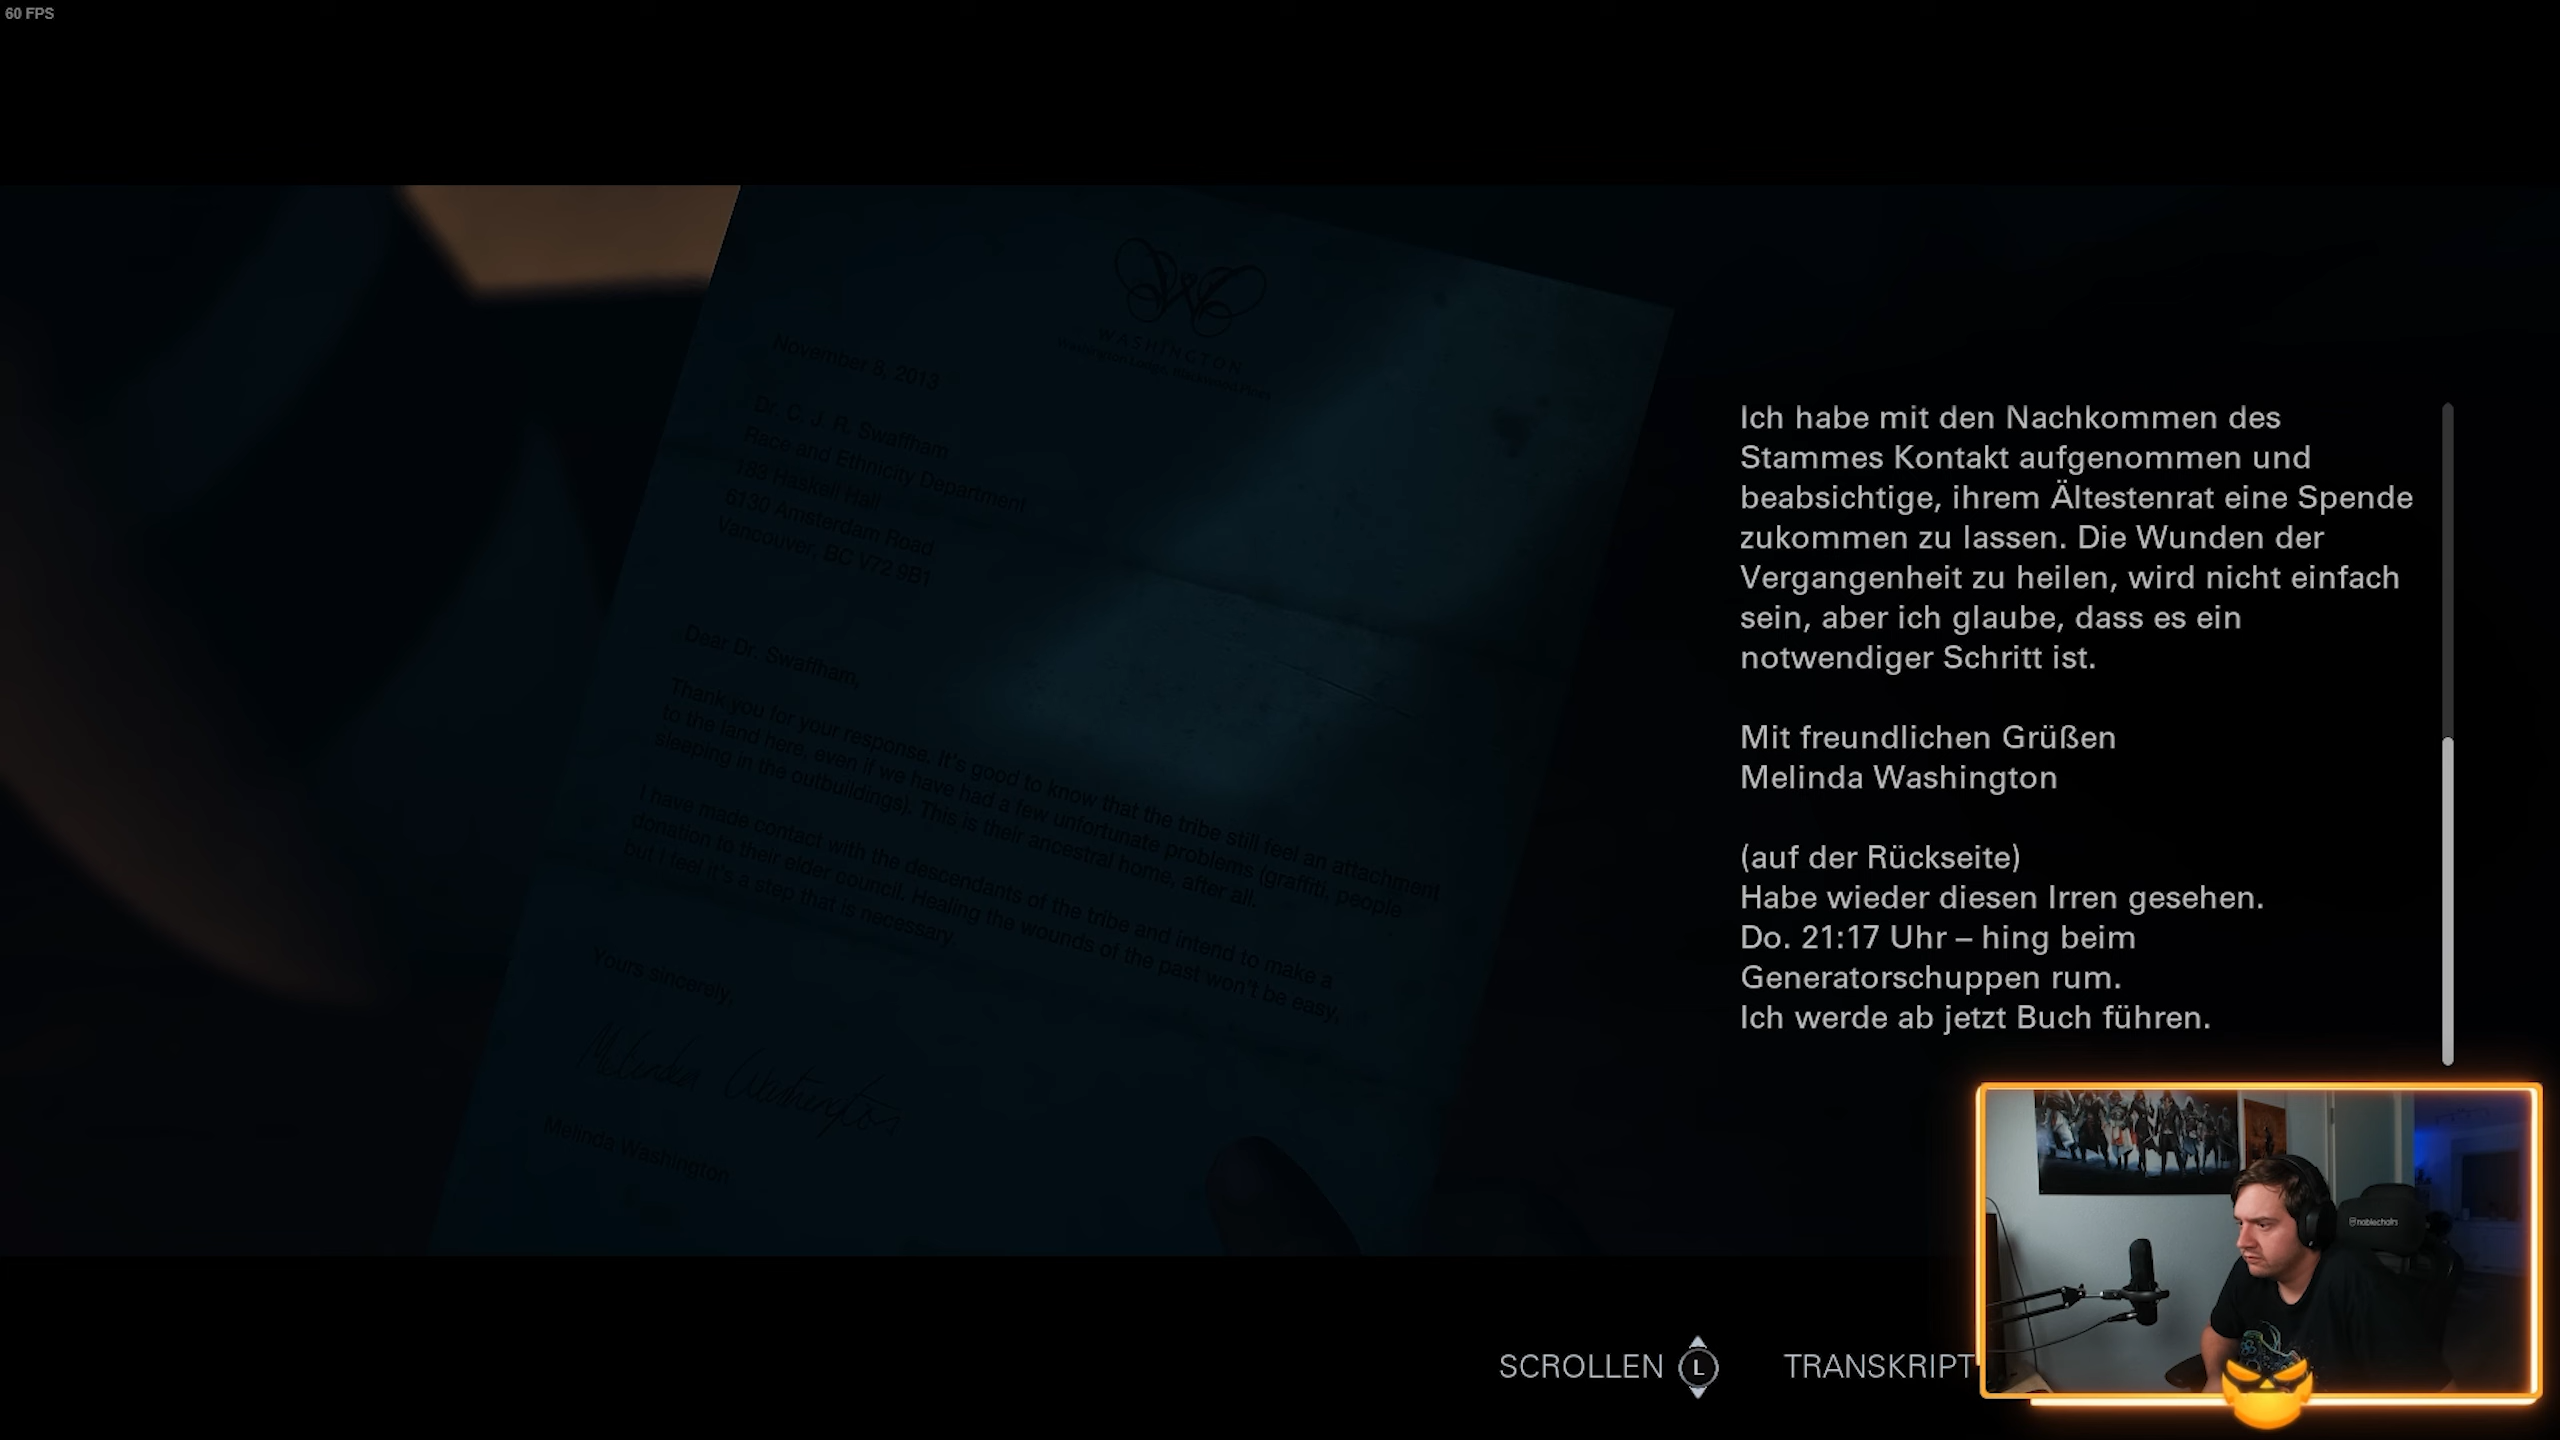 60 FPS
WASHINGTON
November 8, 2013
Dr. C. J. R. Swaffham
Race and Ethnicity Department
183 Haskell Hall
6130 Amsterdam Road
Vancouver, BC V72 9B1
Dear Dr. Swaffham,
Thank you for your response. It's good to know that the tribe still feel an attachment
to the land here, even if we have had a few unfortunate problems (graffiti, people
sleeping in the outbuildings). This is their ancestral home, after all.
I have made contact with the descendants of the tribe and intend to make a
donation to their elder council. Healing the wounds of the past won't be easy,
but I feel it's a step that is necessary.
Yours sincerely,
Melinda Washington
Melinda Washington
Ich habe mit den Nachkommen des
Stammes Kontakt aufgenommen und
beabsichtige, ihrem Ältestenrat eine Spende
zukommen zu lassen. Die Wunden der
Vergangenheit zu heilen, wird nicht einfach
sein, aber ich glaube, dass es ein
notwendiger Schritt ist.
Mit freundlichen Grüßen
Melinda Washington
(auf der Rückseite)
Habe wieder diesen Irren gesehen.
Do. 21:17 Uhr – hing beim
Generatorschuppen rum.
Ich werde ab jetzt Buch führen.
noblechairs
SCROLLEN L TRANSKRIPT